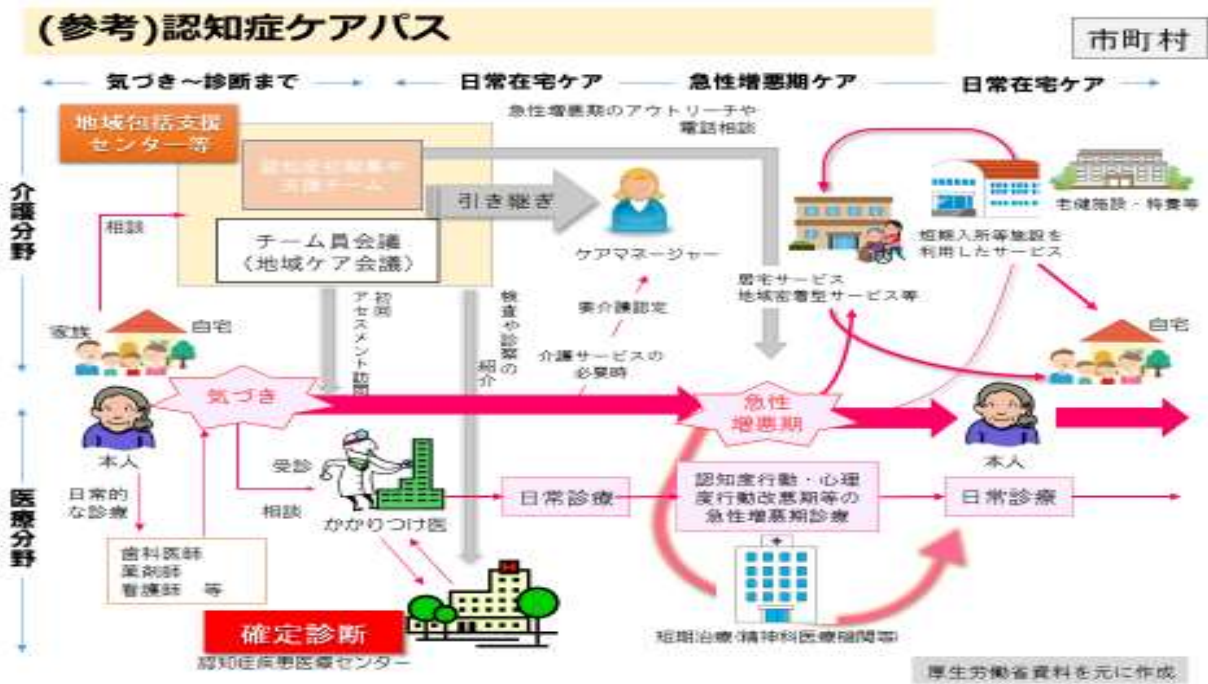 (参考)認知症ケアパス
市町村
気づき～診断まで
日常在宅ケア
急性増悪期ケア
日常在宅ケア
地域包括支援
センター等
急性増悪期のアウトリーチや
電話相談
介護分野
相談
支援チーム
引き継ぎ
チーム員会議
(地域ケア会議)
ケアマネージャー
老健施設・特養等
短期入所等施設を
利用したサービス
居宅サービス
地域密着型サービス等
初回
アセスメント訪問
検査や診察の
紹介
要介護認定
介護サービスの
必要時
家族
自宅
自宅
気づき
急性
増悪期
本人
本人
医療分野
日常的
な診療
受診
相談
かかりつけ医
日常診療
認知度行動・心理
度行動改悪期等の
急性増悪期診療
日常診療
歯科医師
薬剤師
看護師 等
H
確定診断
認知症疾患医療センター
短期治療(精神科医療機関等)
厚生労働省資料を元に作成